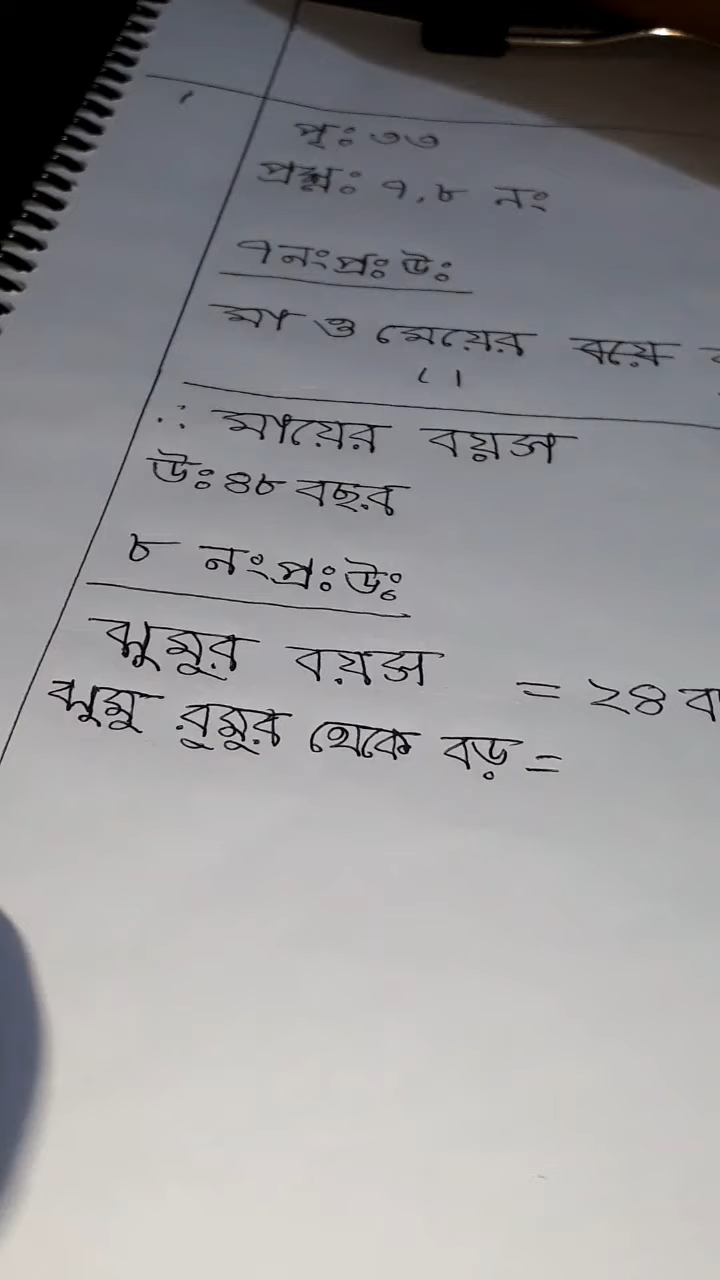 পৃঃ ৩৩
প্রশ্নঃ ৭,৮ নং
৭নংপ্রঃউঃ
মা ও মেয়ের বয়ে
∴ মায়ের বয়স
উঃ ৪৮ বছর
৮ নংপ্রঃউঃ
ঝুমুর বয়স = ২৪ ব
ঝুমু রুমুর থেকে বড় =